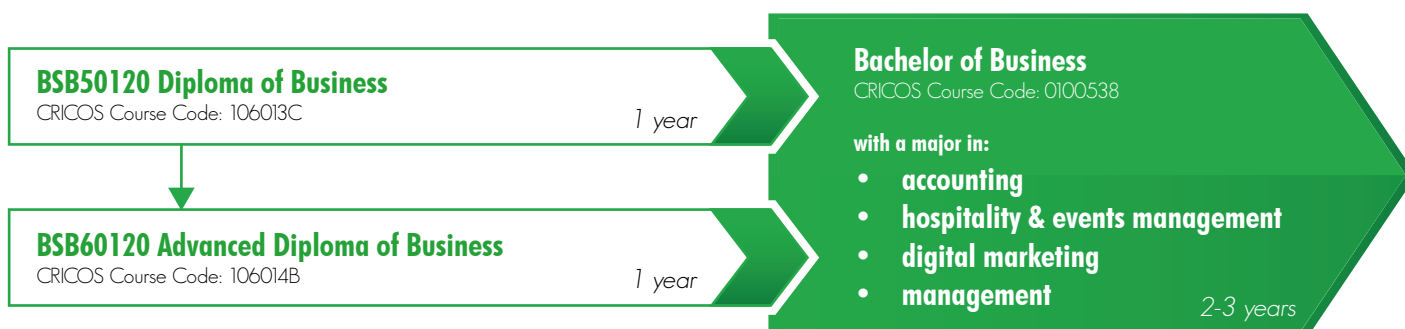 BSB50120 Diploma of Business
CRICOS Course Code: 106013C
1 year
BSB60120 Advanced Diploma of Business
CRICOS Course Code: 106014B
1 year
Bachelor of Business
CRICOS Course Code: 0100538
with a major in:
• accounting
• hospitality & events management
• digital marketing
• management
2-3 years